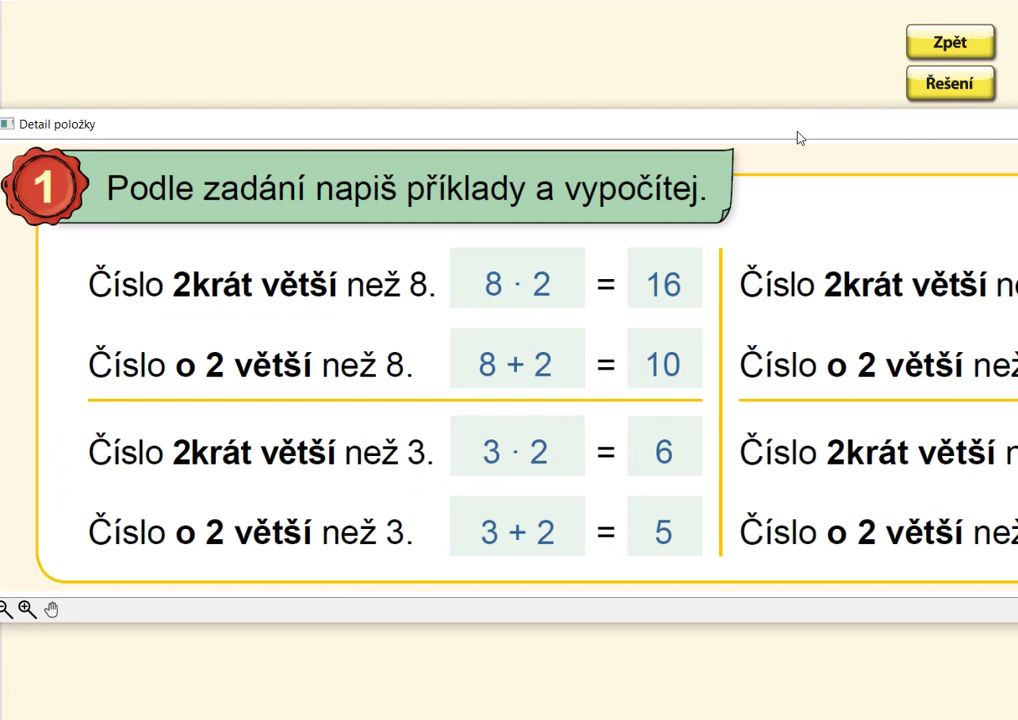 Zpět
Řešení
Detail položky
1 Podle zadání napiš příklady a vypočítej.
Číslo 2krát větší než 8. 8 · 2 = 16
Číslo o 2 větší než 8. 8 + 2 = 10
Číslo 2krát větší než 3. 3 · 2 = 6
Číslo o 2 větší než 3. 3 + 2 = 5
Číslo 2krát větší
Číslo o 2 větší než
Číslo 2krát větší
Číslo o 2 větší než